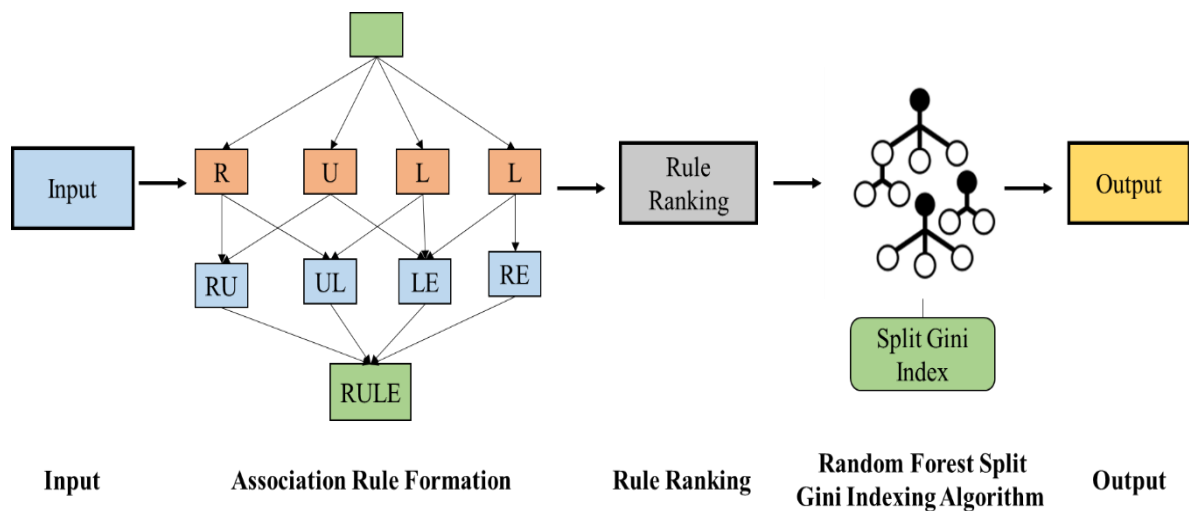 Input
R
U
L
L
RU
UL
LE
RE
RULE
Rule
Ranking
Split Gini
Index
Output
Input
Association Rule Formation
Rule Ranking
Random Forest Split
Gini Indexing Algorithm
Output